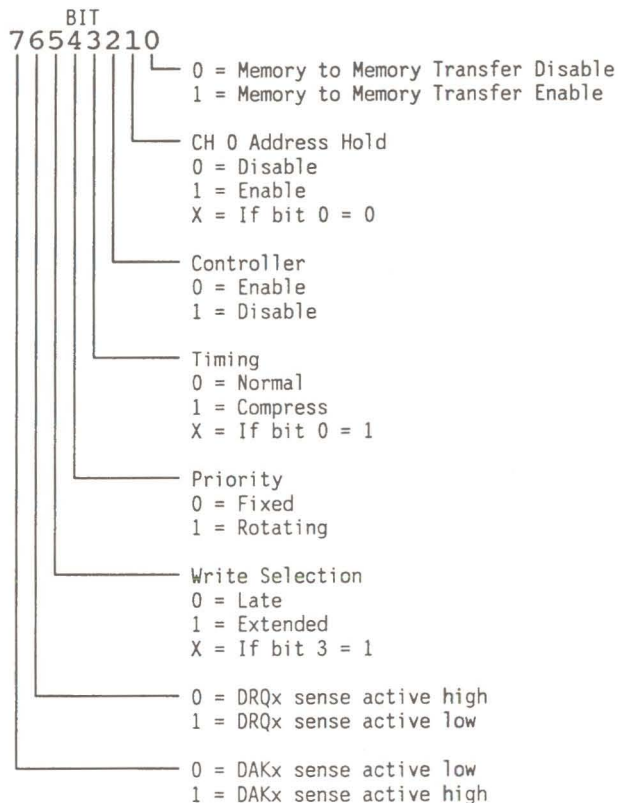 BIT
76543210
0 = Memory to Memory Transfer Disable
1 = Memory to Memory Transfer Enable
CH 0 Address Hold
0 = Disable
1 = Enable
X = If bit 0 = 0
Controller
0 = Enable
1 = Disable
Timing
0 = Normal
1 = Compress
X = If bit 0 = 1
Priority
0 = Fixed
1 = Rotating
Write Selection
0 = Late
1 = Extended
X = If bit 3 = 1
0 = DRQx sense active high
1 = DRQx sense active low
0 = DAKx sense active low
1 = DAKx sense active high